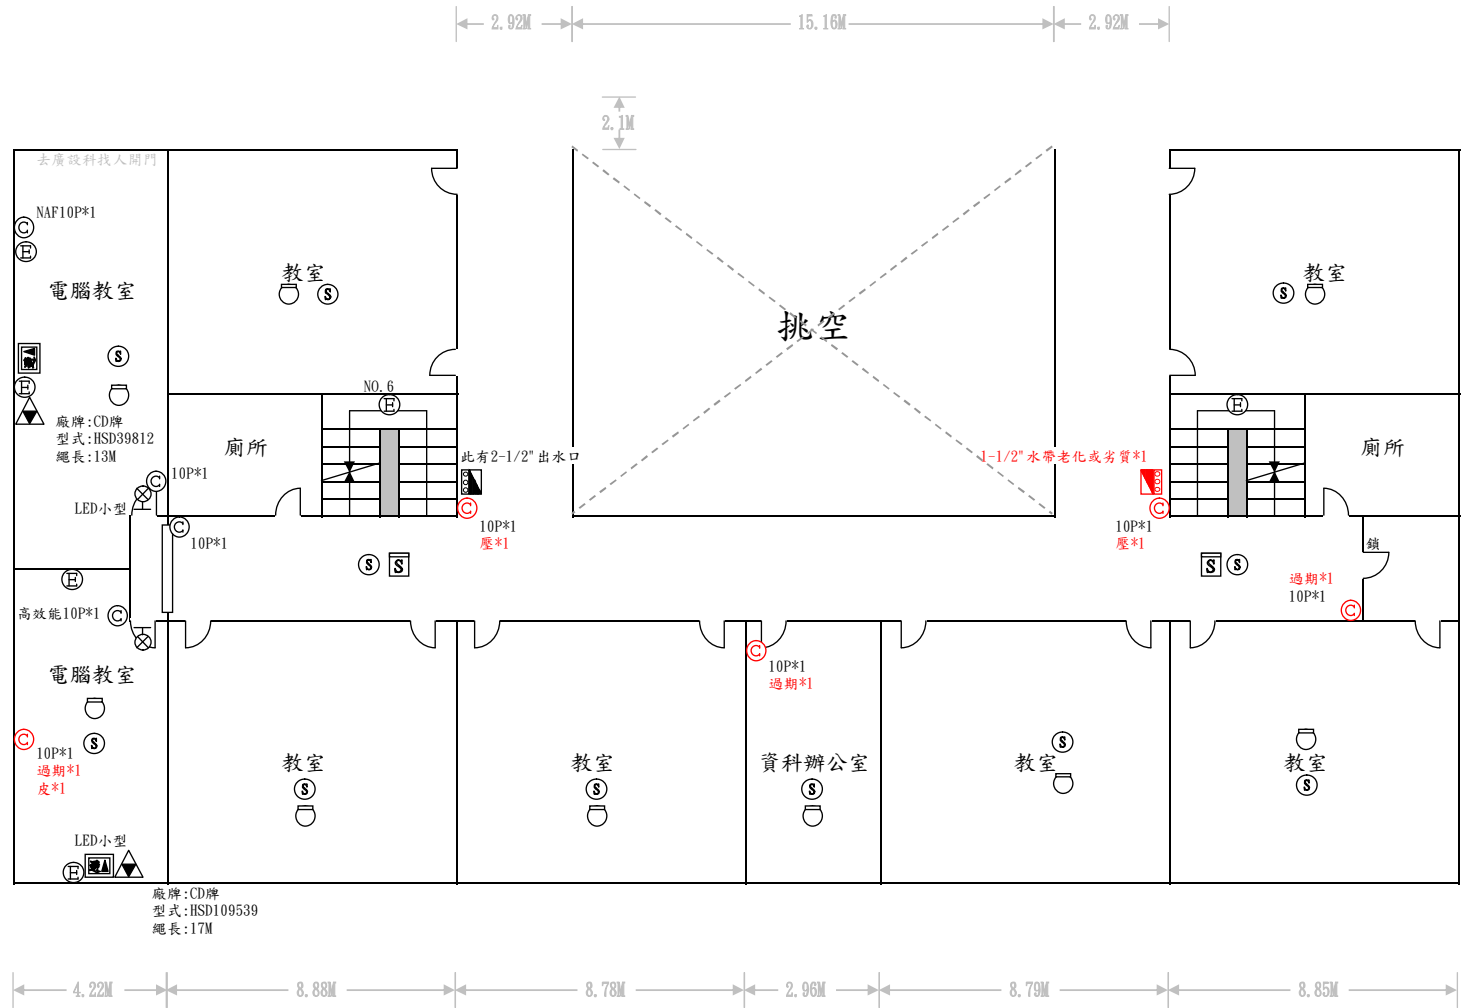 2.92M
15.16M
2.92M
2.1M
去廣設科找人開門
NAF10P*1
C
E
電腦教室
教室
S
挑空
教室
S
S
E
廠牌:CD牌
型式:HSD39812
繩長:13M
NO.6
E
廁所
此有2-1/2"出水口
1-1/2"水帶老化或劣質*1
E
廁所
C
10P*1
LED小型
C
10P*1
C
10P*1
壓*1
C
10P*1
壓*1
S
S
S
S
鎖
過期*1
10P*1
C
E
高效能10P*1
C
電腦教室
C
10P*1
過期*1
皮*1
S
C
10P*1
過期*1
教室
S
教室
S
資科辦公室
S
教室
S
教室
S
LED小型
E
廠牌:CD牌
型式:HSD109539
繩長:17M
4.22M
8.88M
8.78M
2.96M
8.79M
8.85M